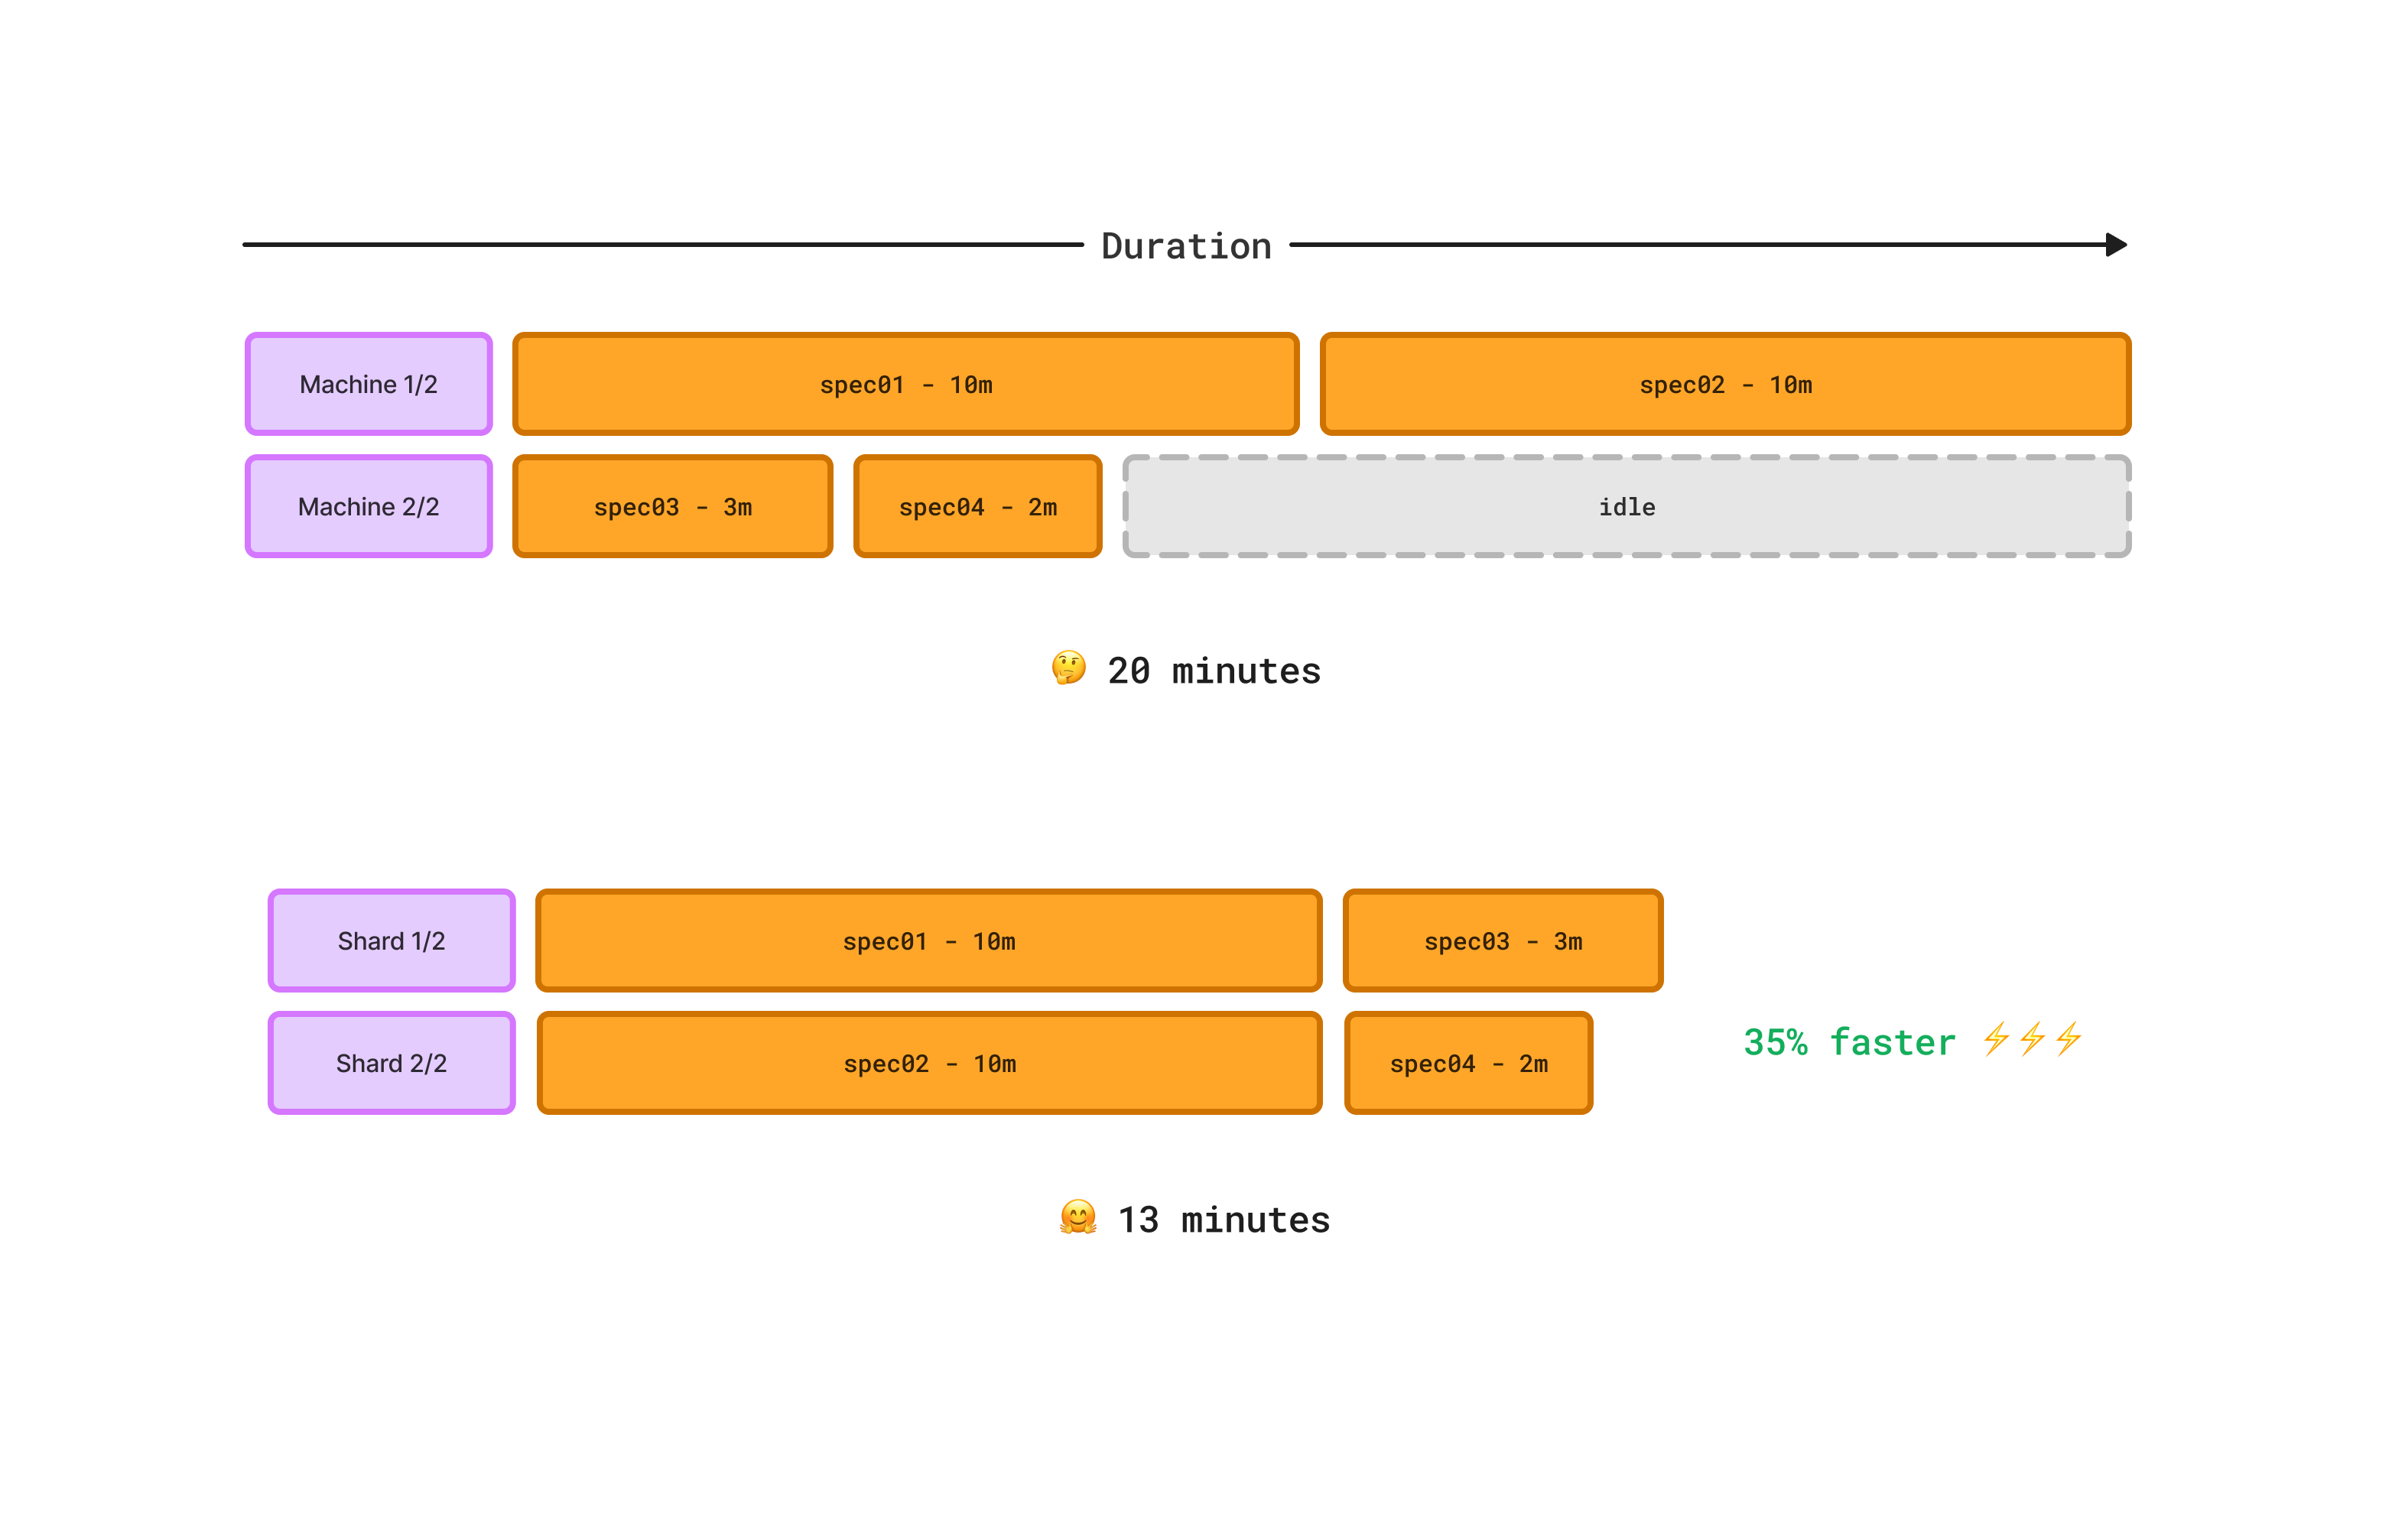 Duration
Machine 1/2
spec01 - 10m
spec02 - 10m
Machine 2/2
spec03 - 3m
spec04 - 2m
idle
🤔 20 minutes
Shard 1/2
spec01 - 10m
spec03 - 3m
Shard 2/2
spec02 - 10m
spec04 - 2m
35% faster ⚡⚡⚡
🤗 13 minutes